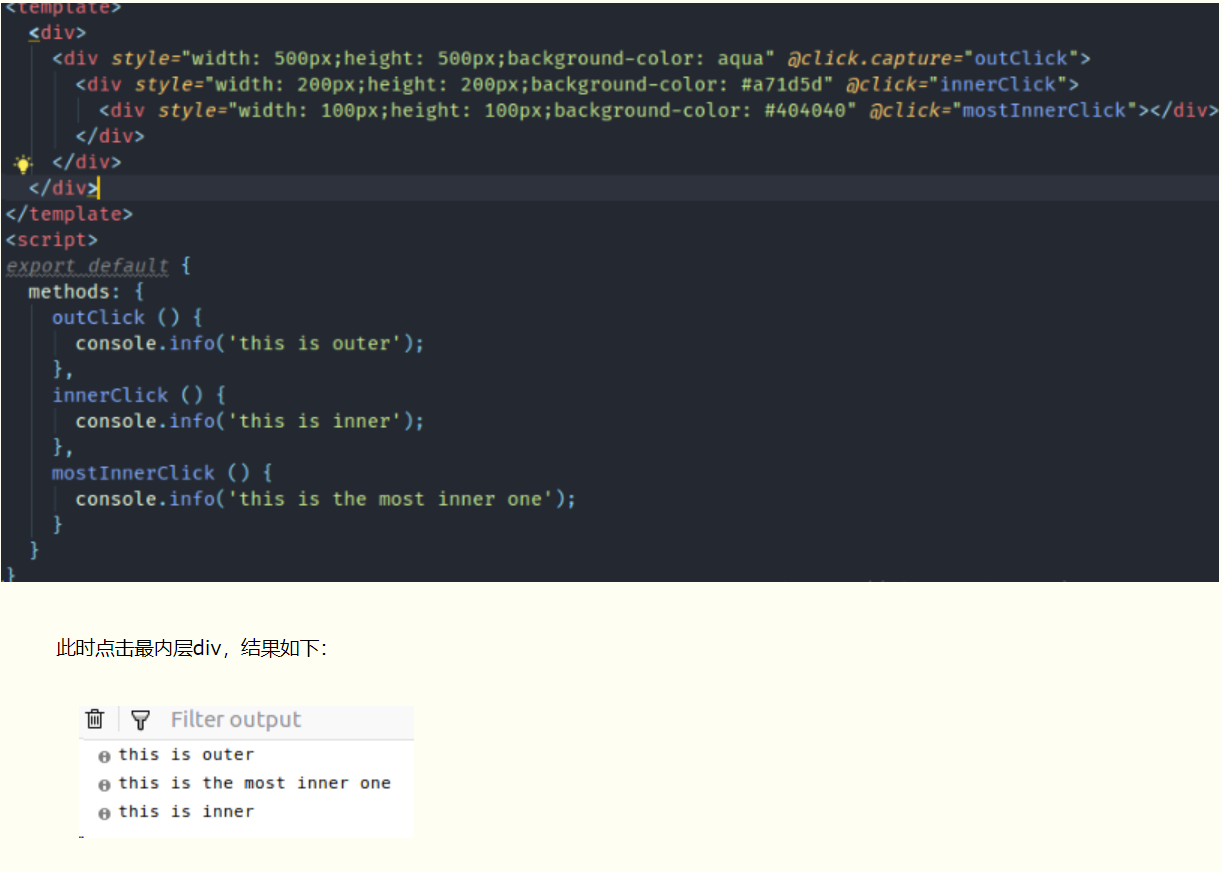 <template>
<div>
<div style="width: 500px;height: 500px;background-color: aqua" @click.capture="outClick">
<div style="width: 200px;height: 200px;background-color: #a71d5d" @click="innerClick">
<div style="width: 100px;height: 100px;background-color: #404040" @click="mostInnerClick"></div>
</div>
</div>
</div>
</template>
<script>
export default {
methods: {
outClick () {
console.info('this is outer');
},
innerClick () {
console.info('this is inner');
},
mostInnerClick () {
console.info('this is the most inner one');
}
}
}
此时点击最内层div，结果如下：
Filter output
this is outer
this is the most inner one
this is inner